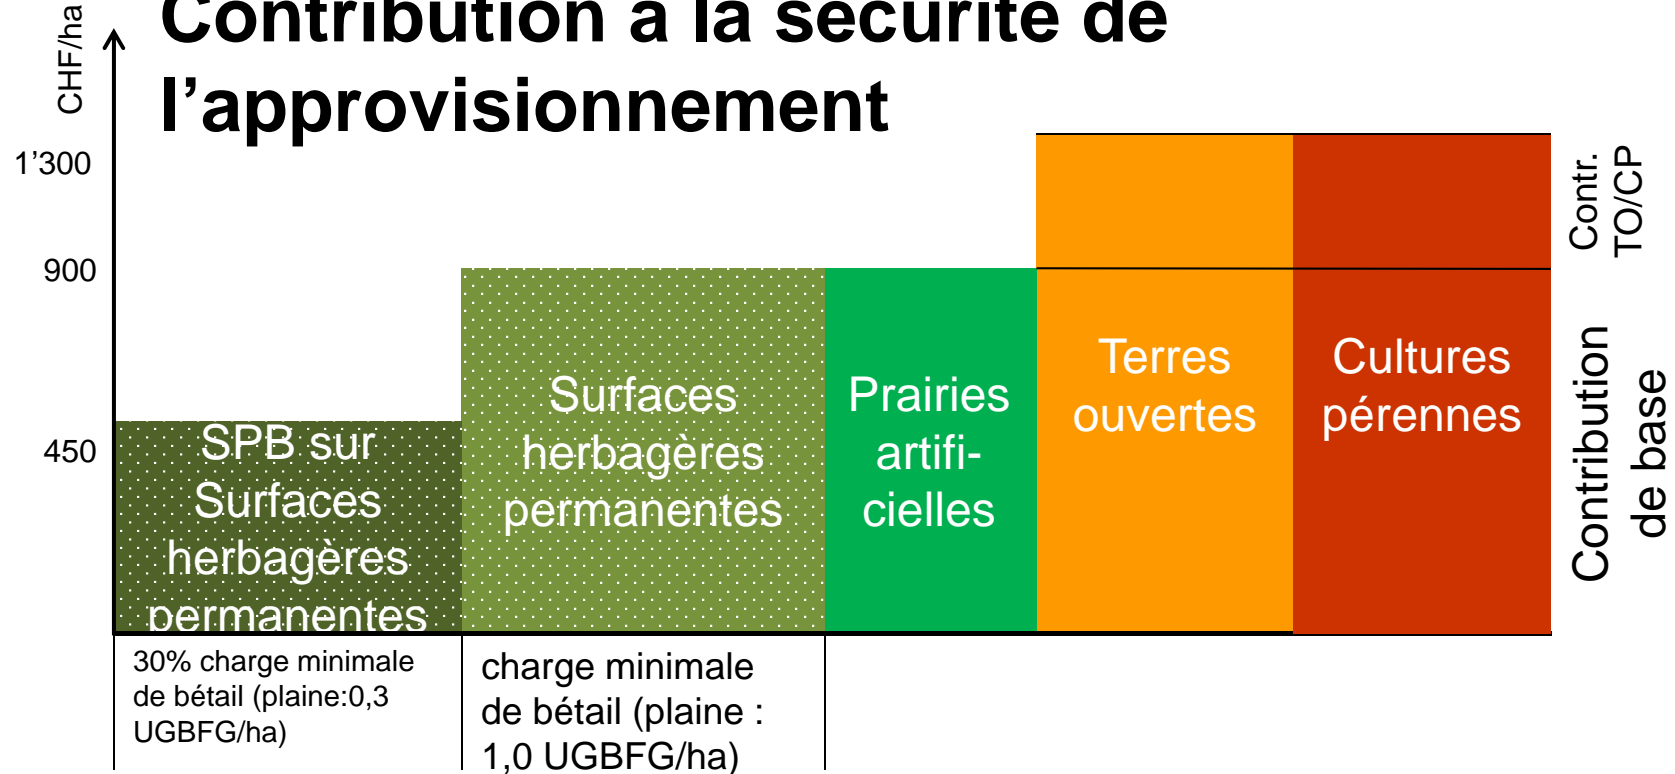 Contribution à la sécurité de
l’approvisionnement
CHF/ha
1’300
900
450
SPB sur
Surfaces
herbagères
permanentes
Surfaces
herbagères
permanentes
Prairies
artifi-
cielles
Terres
ouvertes
Cultures
pérennes
Contr.
TO/CP
Contribution
de base
30% charge minimale
de bétail (plaine:0,3
UGBFG/ha)
charge minimale
de bétail (plaine :
1,0 UGBFG/ha)